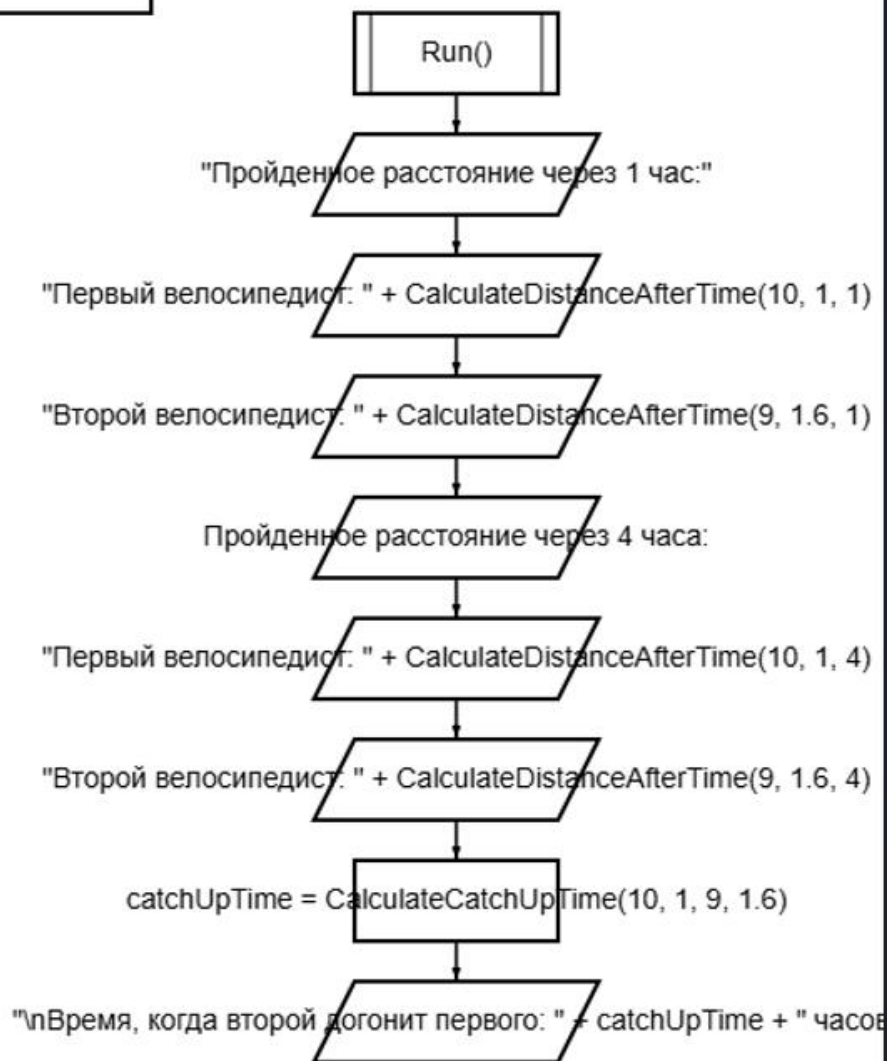 Run()
"Пройденное расстояние через 1 час:"
"Первый велосипедист: " + CalculateDistanceAfterTime(10, 1, 1)
"Второй велосипедист: " + CalculateDistanceAfterTime(9, 1.6, 1)
Пройденное расстояние через 4 часа:
"Первый велосипедист: " + CalculateDistanceAfterTime(10, 1, 4)
"Второй велосипедист: " + CalculateDistanceAfterTime(9, 1.6, 4)
catchUpTime = CalculateCatchUpTime(10, 1, 9, 1.6)
"\nВремя, когда второй догонит первого: " + catchUpTime + " часов